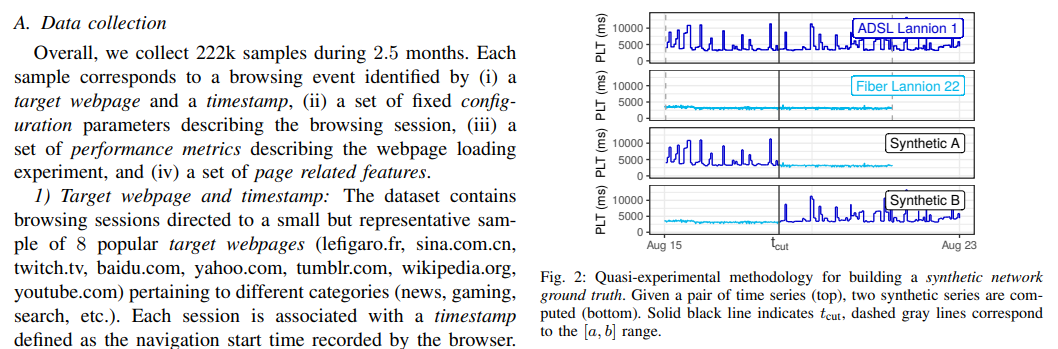 A. Data collection
Overall, we collect 222k samples during 2.5 months. Each
sample corresponds to a browsing event identified by (i) a
target webpage and a timestamp, (ii) a set of fixed config-
uration parameters describing the browsing session, (iii) a
set of performance metrics describing the webpage loading
experiment, and (iv) a set of page related features.
1) Target webpage and timestamp: The dataset contains
browsing sessions directed to a small but representative sam-
ple of 8 popular target webpages (lefigaro.fr, sina.com.cn,
twitch.tv, baidu.com, yahoo.com, tumblr.com, wikipedia.org,
youtube.com) pertaining to different categories (news, gaming,
search, etc.). Each session is associated with a timestamp
defined as the navigation start time recorded by the browser.
PLT (ms)
10000
5000
0
ADSL Lannion 1
PLT (ms)
10000
5000
0
Fiber Lannion 22
PLT (ms)
10000
5000
0
Synthetic A
PLT (ms)
10000
5000
0
Synthetic B
Aug 15
tcut
Aug 23
Fig. 2: Quasi-experimental methodology for building a synthetic network
ground truth. Given a pair of time series (top), two synthetic series are com-
puted (bottom). Solid black line indicates tcut, dashed gray lines correspond
to the [a, b] range.